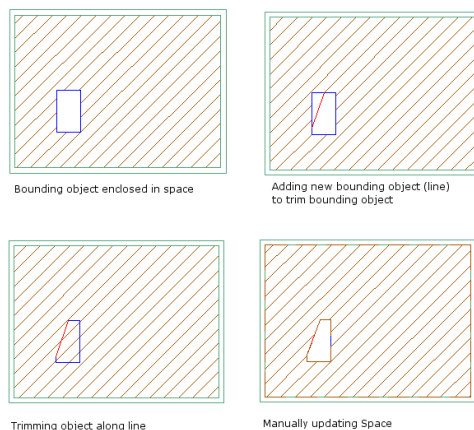 Bounding object enclosed in space
Adding new bounding object (line)
to trim bounding object
Trimming object along line
Manually updating Space